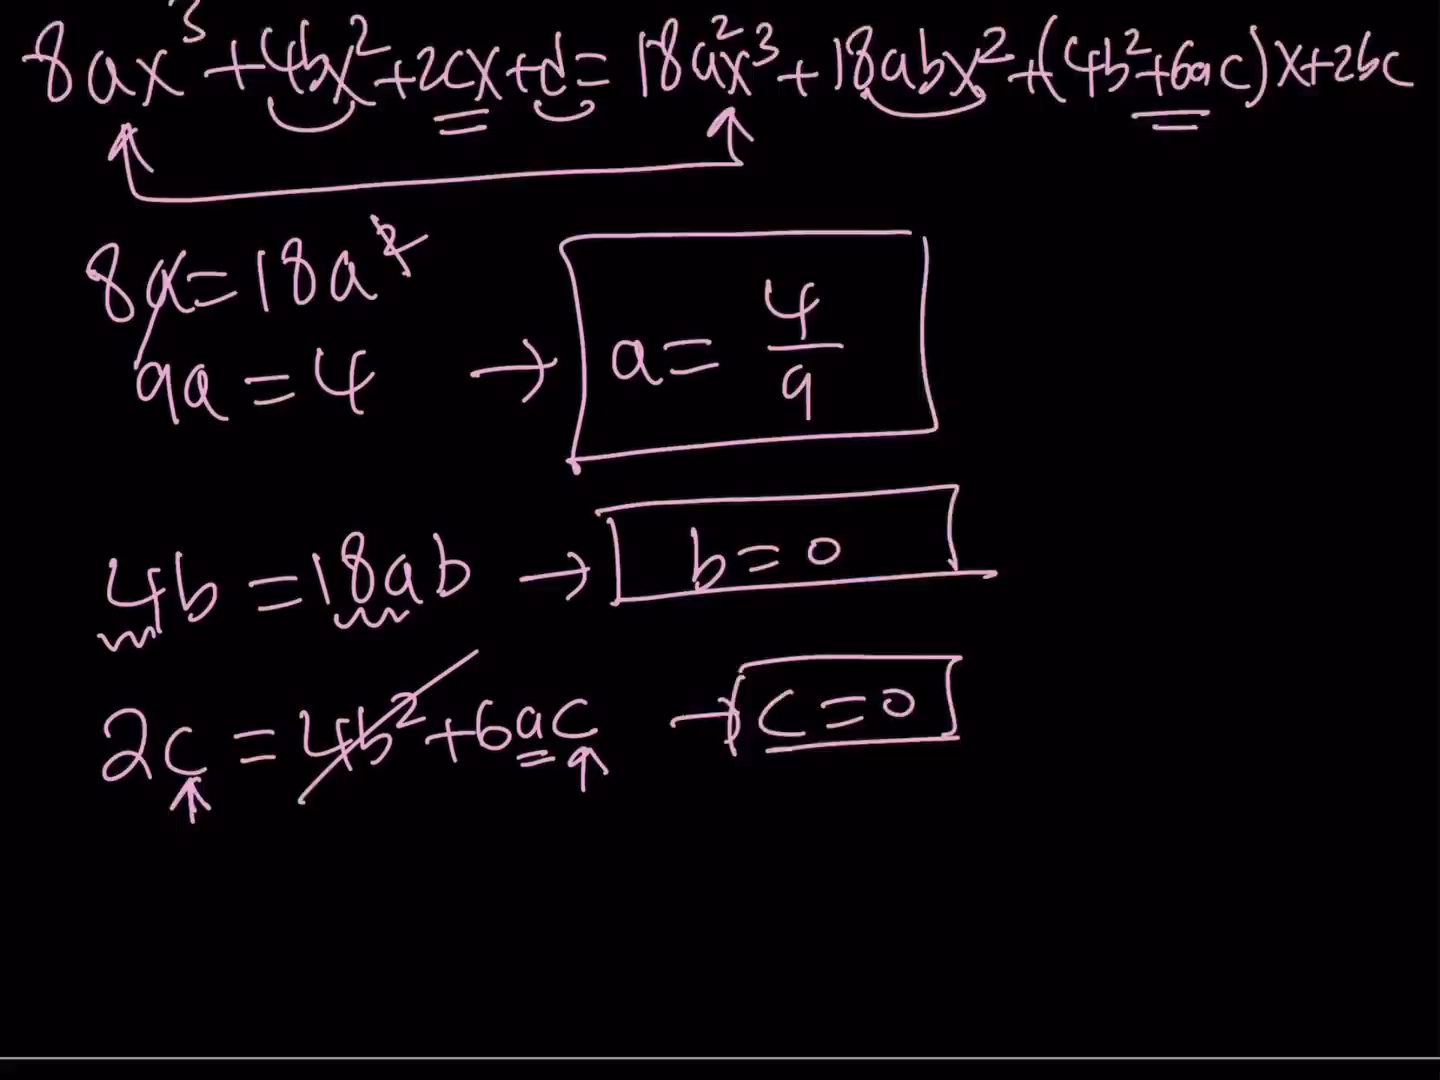 8ax³ + 4bx² + 2cx + d = 18a²x³ + 18abx² + (4b² + 6ac)x + 2bc
8a = 18a²
9a = 4 → a = 4/9
4b = 18ab → b = 0
2c = 4b² + 6ac → c = 0